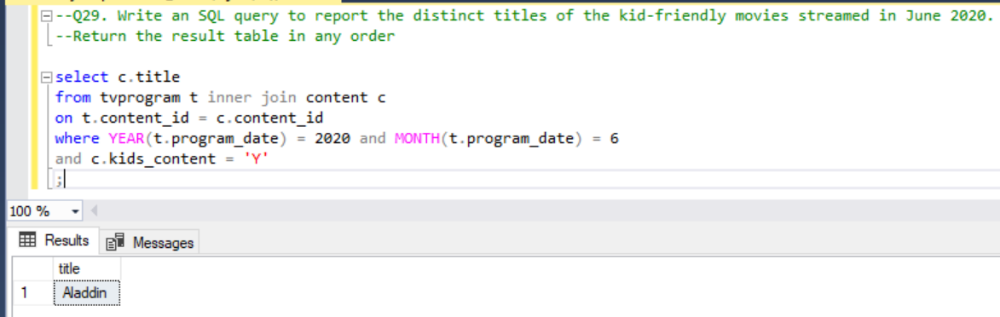 --Q29. Write an SQL query to report the distinct titles of the kid-friendly movies streamed in June 2020.
--Return the result table in any order
select c.title
from tvprogram t inner join content c
on t.content_id = c.content_id
where YEAR(t.program_date) = 2020 and MONTH(t.program_date) = 6
and c.kids_content = 'Y'
;
100 %
Results Messages
title
1 Aladdin